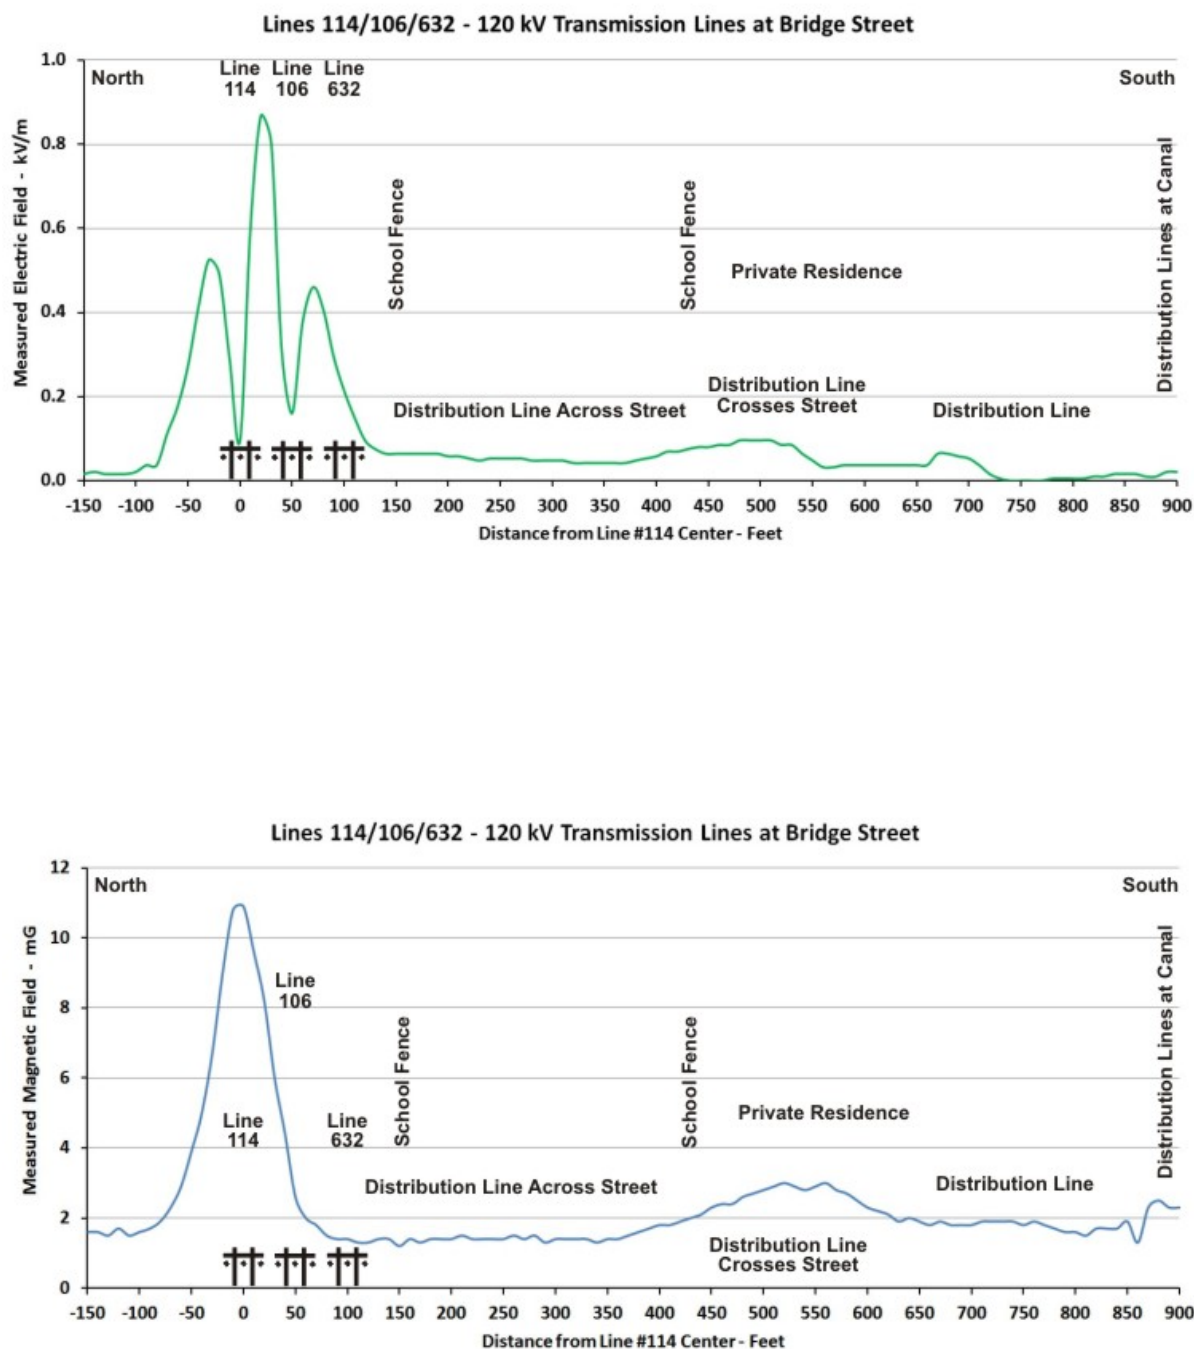 Lines 114/106/632 - 120 kV Transmission Lines at Bridge Street
Measured Electric Field - kV/m
1.0
0.8
0.6
0.4
0.2
0.0
North
Line
114
Line
106
Line
632
South
School Fence
School Fence
Private Residence
Distribution Lines at Canal
Distribution Line Across Street
Distribution Line
Crosses Street
Distribution Line
-150 -100 -50 0 50 100 150 200 250 300 350 400 450 500 550 600 650 700 750 800 850 900
Distance from Line #114 Center - Feet
Lines 114/106/632 - 120 kV Transmission Lines at Bridge Street
Measured Magnetic Field - mG
12
10
8
6
4
2
0
North
South
Line
106
Line
114
Line
632
School Fence
School Fence
Private Residence
Distribution Lines at Canal
Distribution Line Across Street
Distribution Line
Distribution Line
Crosses Street
-150 -100 -50 0 50 100 150 200 250 300 350 400 450 500 550 600 650 700 750 800 850 900
Distance from Line #114 Center - Feet